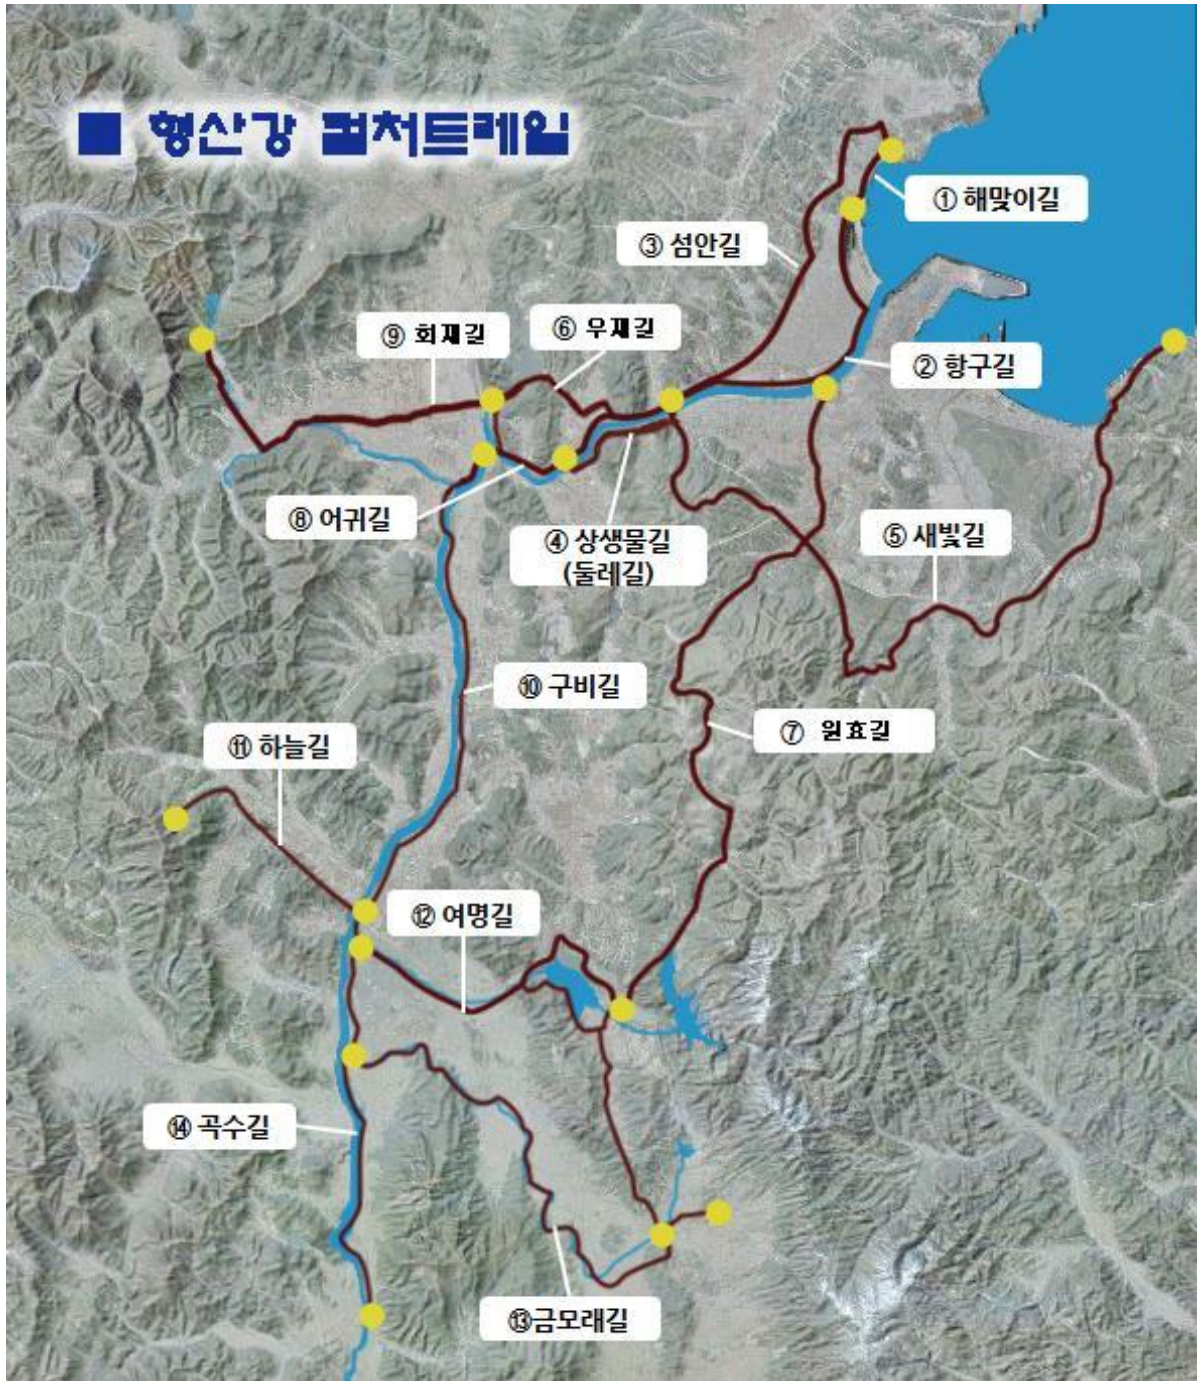 ■ 형산강 컬처트레일
① 해맞이길
③ 섬안길
⑨ 회재길
⑥ 우재길
② 항구길
⑧ 어귀길
④ 상생물길
(둘레길)
⑤ 새빛길
⑩ 구비길
⑦ 원효길
⑪ 하늘길
⑫ 여명길
⑭ 곡수길
⑬금모래길